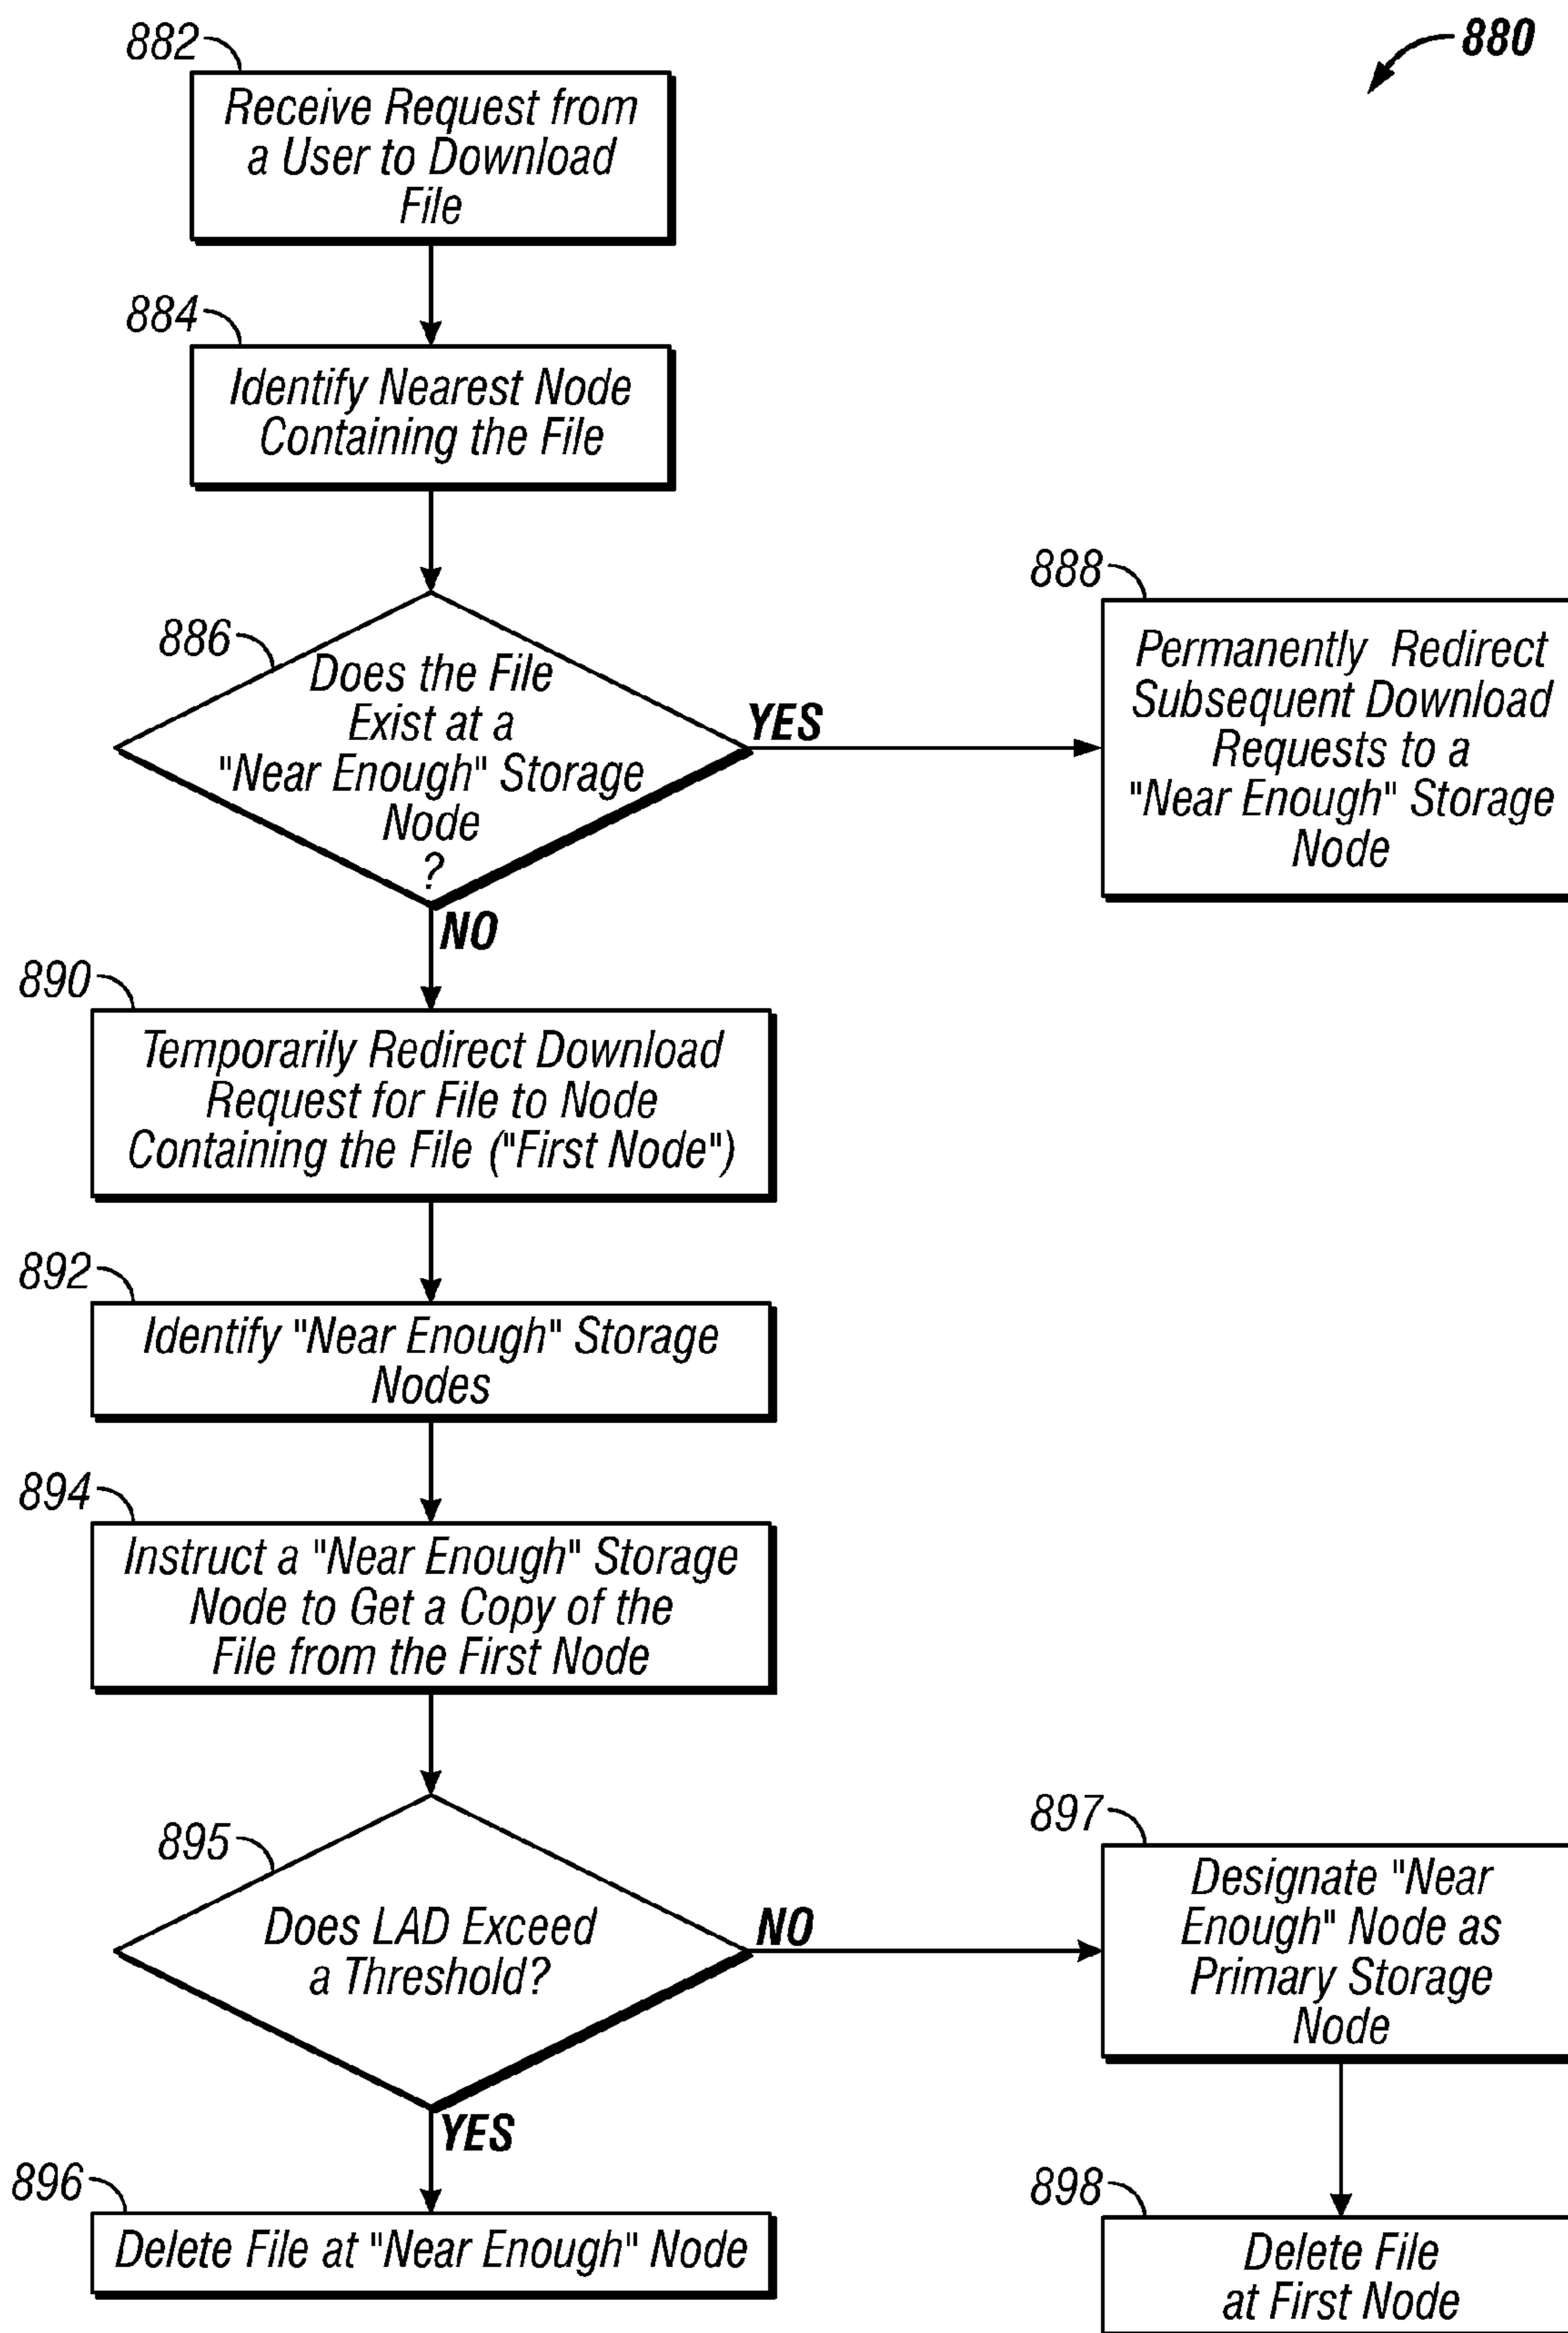 880
882
Receive Request from
a User to Download
File
884
Identify Nearest Node
Containing the File
886
Does the File
Exist at a
"Near Enough" Storage
Node
?
YES
NO
888
Permanently Redirect
Subsequent Download
Requests to a
"Near Enough" Storage
Node
890
Temporarily Redirect Download
Request for File to Node
Containing the File ("First Node")
892
Identify "Near Enough" Storage
Nodes
894
Instruct a "Near Enough" Storage
Node to Get a Copy of the
File from the First Node
895
Does LAD Exceed
a Threshold?
NO
YES
897
Designate "Near
Enough" Node as
Primary Storage
Node
896
Delete File at "Near Enough" Node
898
Delete File
at First Node